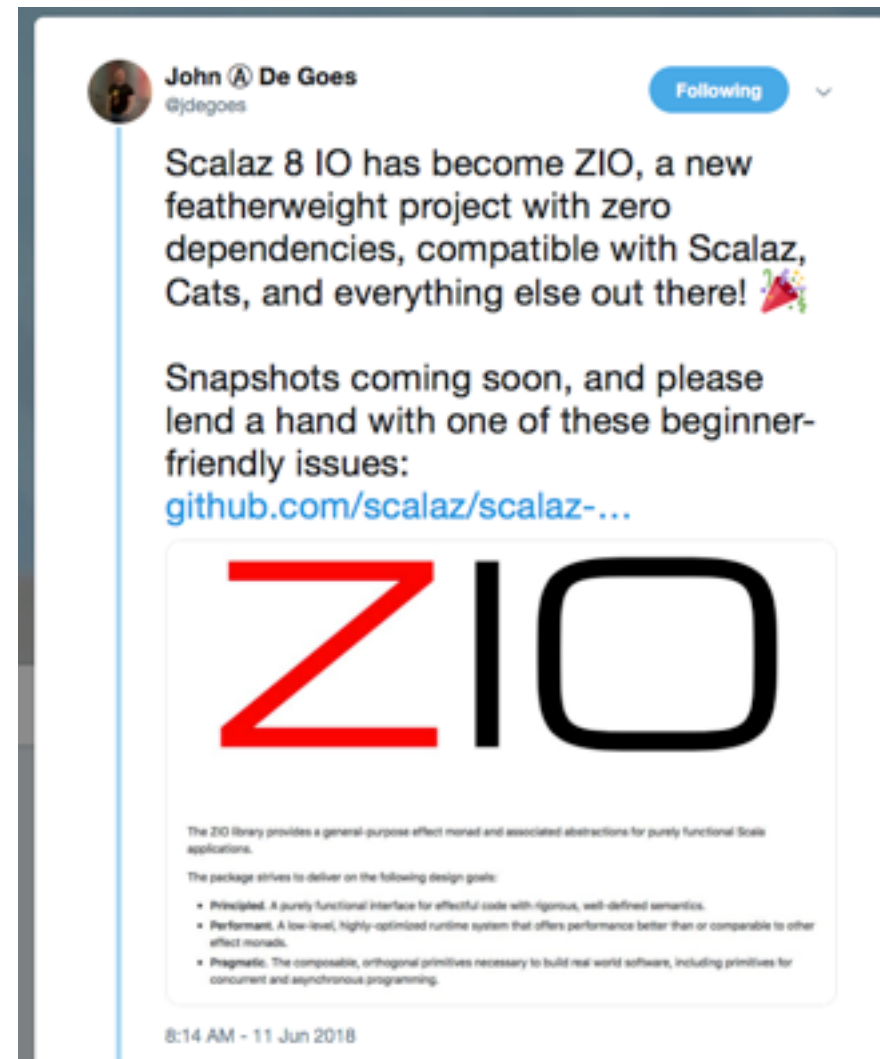 John Ⓐ De Goes
@jdegoes
Following
Scalaz 8 IO has become ZIO, a new
featherweight project with zero
dependencies, compatible with Scalaz,
Cats, and everything else out there! 🎉
Snapshots coming soon, and please
lend a hand with one of these beginner-
friendly issues:
github.com/scalaz/scalaz-...
ZIO
The ZIO library provides a general-purpose effect monad and associated abstractions for purely functional Scala
applications.
The package strives to deliver on the following design goals:
• Principled. A purely functional interface for effectful code with rigorous, well-defined semantics.
• Performant. A low-level, highly-optimized runtime system that offers performance better than or comparable to other
effect monads.
• Pragmatic. The composable, orthogonal primitives necessary to build real world software, including primitives for
concurrent and asynchronous programming.
8:14 AM - 11 Jun 2018